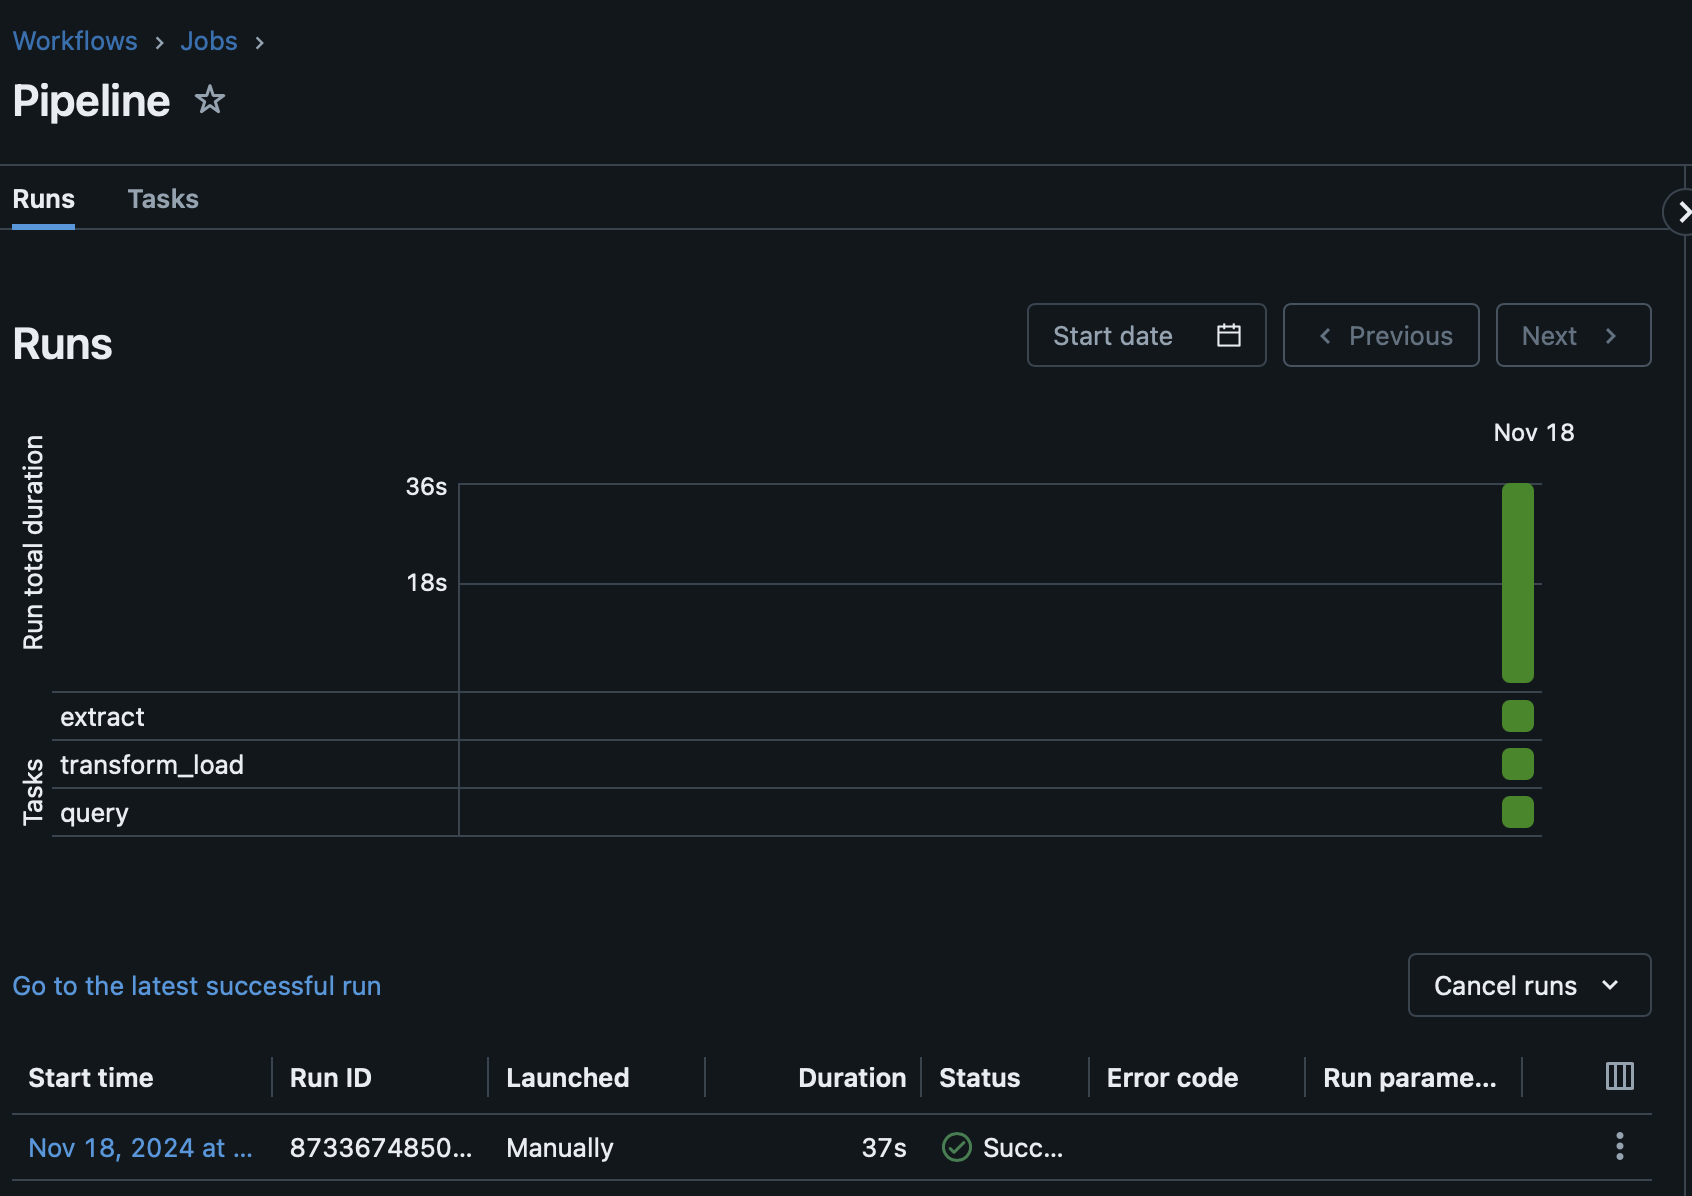 Workflows > Jobs >
Pipeline
Runs Tasks
Runs
Start date Previous Next
Nov 18
Run total duration
36s
18s
Tasks
extract
transform_load
query
Go to the latest successful run
Cancel runs
Start time Run ID Launched Duration Status Error code Run parame...
Nov 18, 2024 at ... 8733674850... Manually 37s Succ...